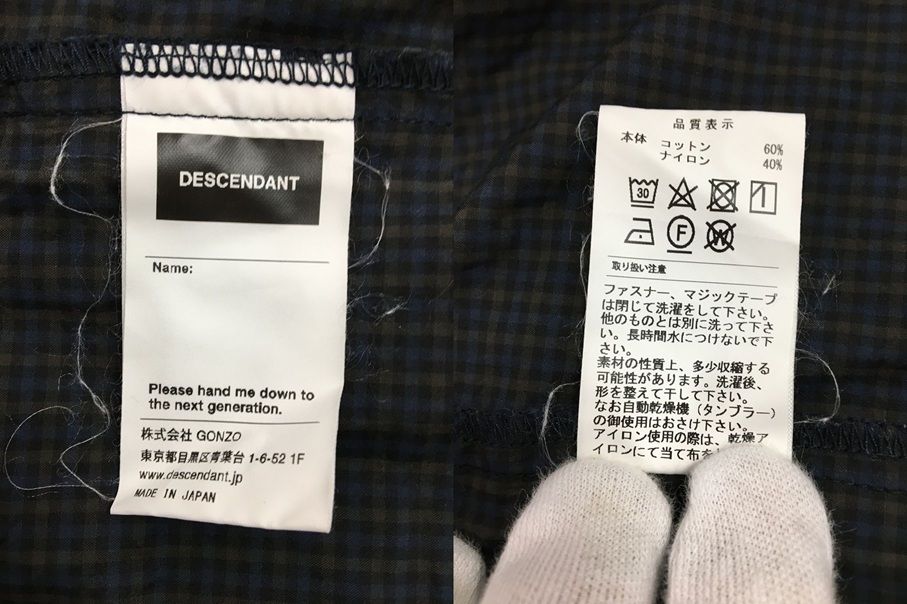 DESCENDANT
Name:
Please hand me down to
the next generation.
株式会社 GONZO
東京都目黒区青葉台 1-6-52 1F
www.descendant.jp
MADE IN JAPAN
品質表示
本体 コットン 60%
ナイロン 40%
30
F
W
取り扱い注意
ファスナー、マジックテープ
は閉じて洗濯をして下さい。
他のものとは別に洗って下さ
い。長時間水につけないで下
さい。
素材の性質上、多少収縮する
可能性があります。洗濯後、
形を整えて干して下さい。
なお自動乾燥機（タンブラー）
の御使用はおさけ下さい。
アイロン使用の際は、乾燥ア
イロンにて当て布を